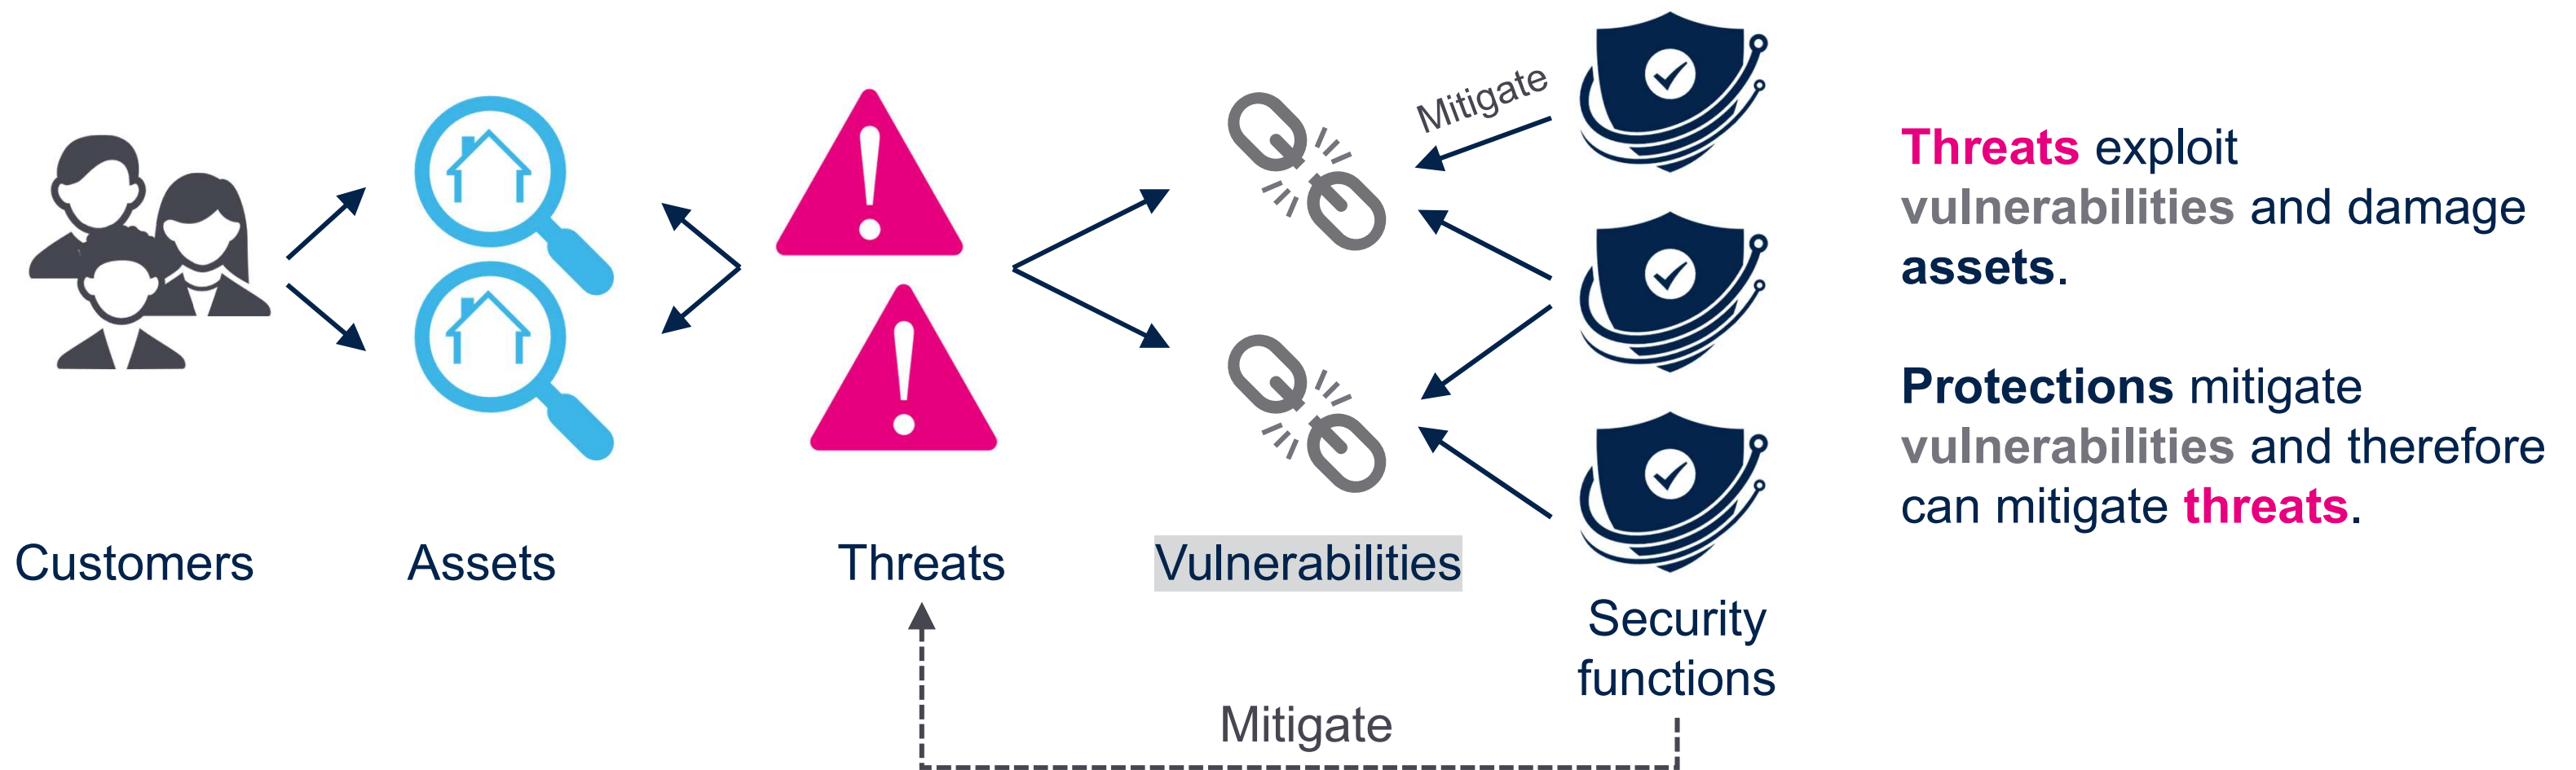 Mitigate
Threats exploit
vulnerabilities and damage
assets.
Protections mitigate
vulnerabilities and therefore
can mitigate threats.
Customers
Assets
Threats
Vulnerabilities
Security
functions
Mitigate